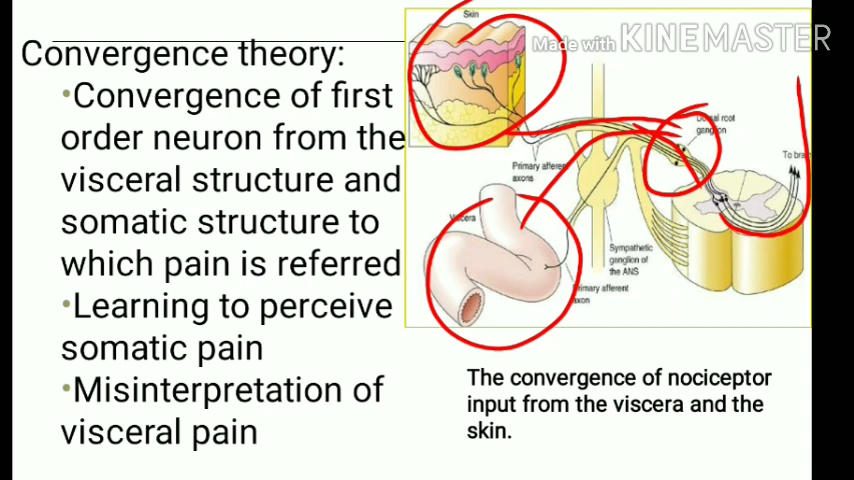 Skin
Made with KINEMASTER
Convergence theory:
•Convergence of first
order neuron from the
visceral structure and
somatic structure to
which pain is referred
•Learning to perceive
somatic pain
•Misinterpretation of
visceral pain
root
ganglion
To brain
Primary afferent
axons
Sympathetic
ganglion of
the ANS
Primary afferent
axon
The convergence of nociceptor
input from the viscera and the
skin.